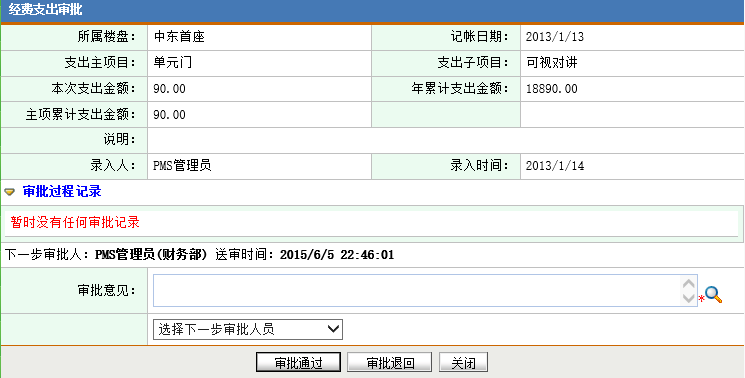 经费支出审批
所属楼盘： 中东首座 记帐日期： 2013/1/13
支出主项目： 单元门 支出子项目： 可视对讲
本次支出金额： 90.00 年累计支出金额： 18890.00
主项累计支出金额： 90.00
说明：
录入人： PMS管理员 录入时间： 2013/1/14
审批过程记录
暂时没有任何审批记录
下一步审批人：PMS管理员(财务部) 送审时间：2015/6/5 22:46:01
审批意见： *
选择下一步审批人员
审批通过 审批退回 关闭